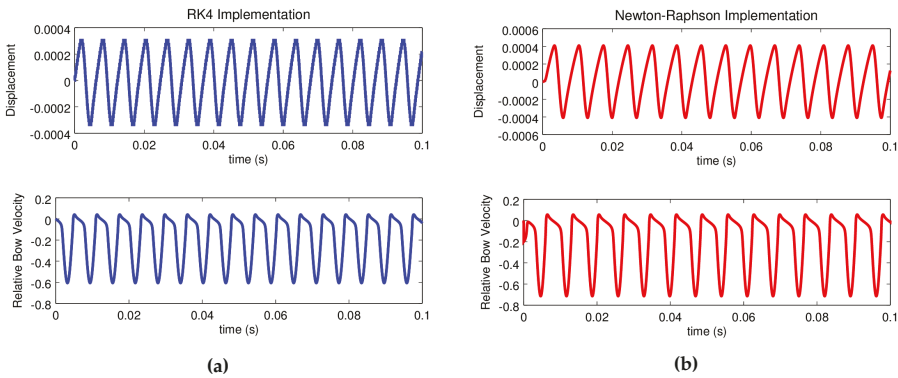 RK4 Implementation
Displacement
0.0004
0.0002
0
-0.0002
-0.0004
0 0.02 0.04 0.06 0.08 0.1
time (s)
Relative Bow Velocity
0.2
0
-0.2
-0.4
-0.6
-0.8
0 0.02 0.04 0.06 0.08 0.1
time (s)
(a)
Newton-Raphson Implementation
Displacement
0.0006
0.0004
0.0002
0
-0.0002
-0.0004
-0.0006
0 0.02 0.04 0.06 0.08 0.1
time (s)
Relative Bow Velocity
0.2
0
-0.2
-0.4
-0.6
-0.8
0 0.02 0.04 0.06 0.08 0.1
time (s)
(b)